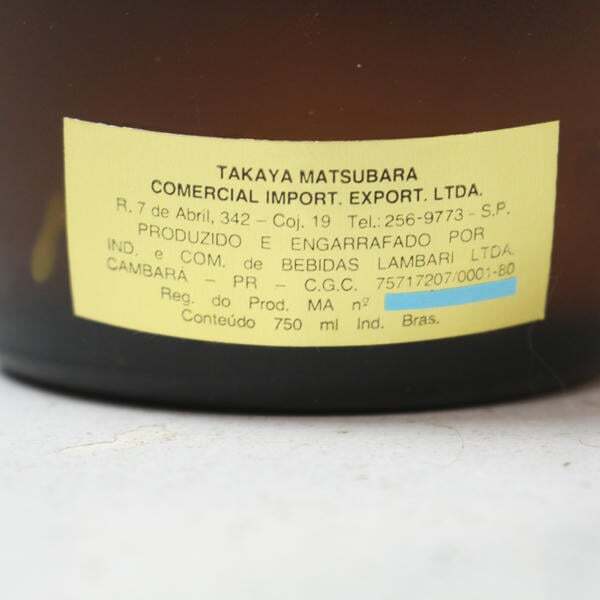 TAKAYA MATSUBARA
COMERCIAL IMPORT. EXPORT. LTDA.
R. 7 de Abril, 342 – Coj. 19 Tel.: 256-9773 - S.P.
PRODUZIDO E ENGARRAFADO POR
IND. e COM. de BEBIDAS LAMBARI LTDA.
CAMBARÁ – PR – C.G.C. 75717207/0001-80
Reg. do Prod. MA nº
Conteúdo 750 ml Ind. Bras.